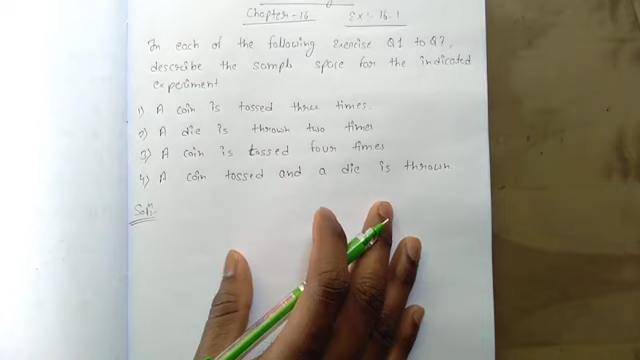 Chapter-16 Ex:- 16.1
In each of the following Exercise Q1 to Q7,
describe the sample space for the indicated
experiment
1) A coin is tossed three times.
2) A die is thrown two times
3) A coin is tossed four times
4) A coin tossed and a die is thrown
Soln:-